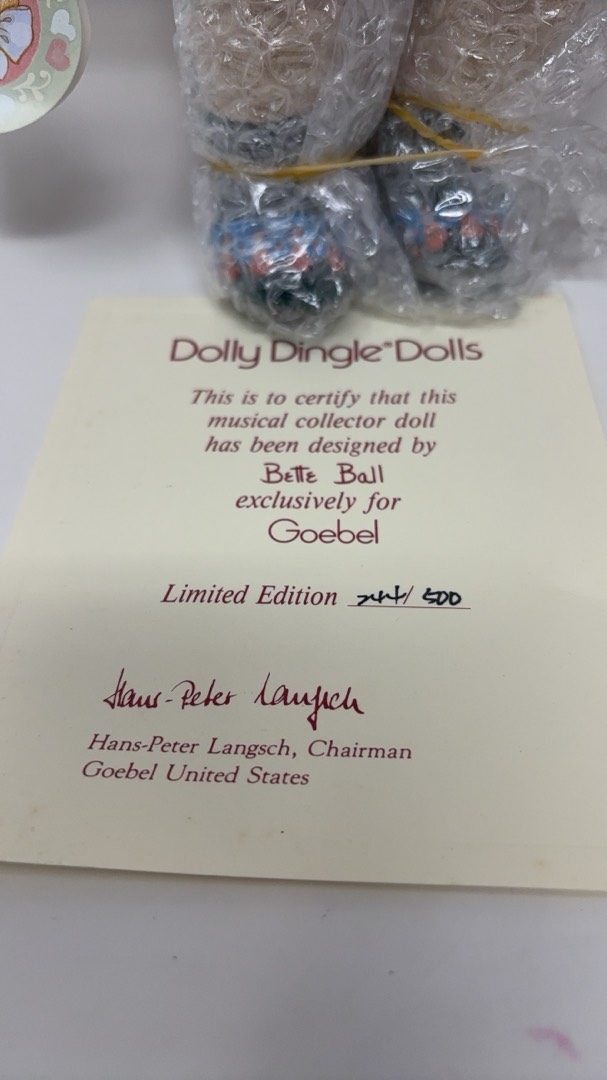 Dolly Dingle® Dolls
This is to certify that this
musical collector doll
has been designed by
Bette Ball
exclusively for
Goebel
Limited Edition 244/500
Hans-Peter Langsch
Hans-Peter Langsch, Chairman
Goebel United States